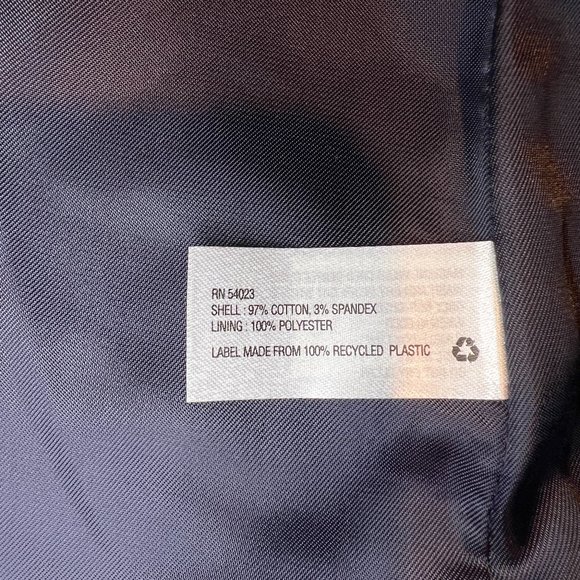 RN 54023
SHELL : 97% COTTON, 3% SPANDEX
LINING : 100% POLYESTER
LABEL MADE FROM 100% RECYCLED PLASTIC